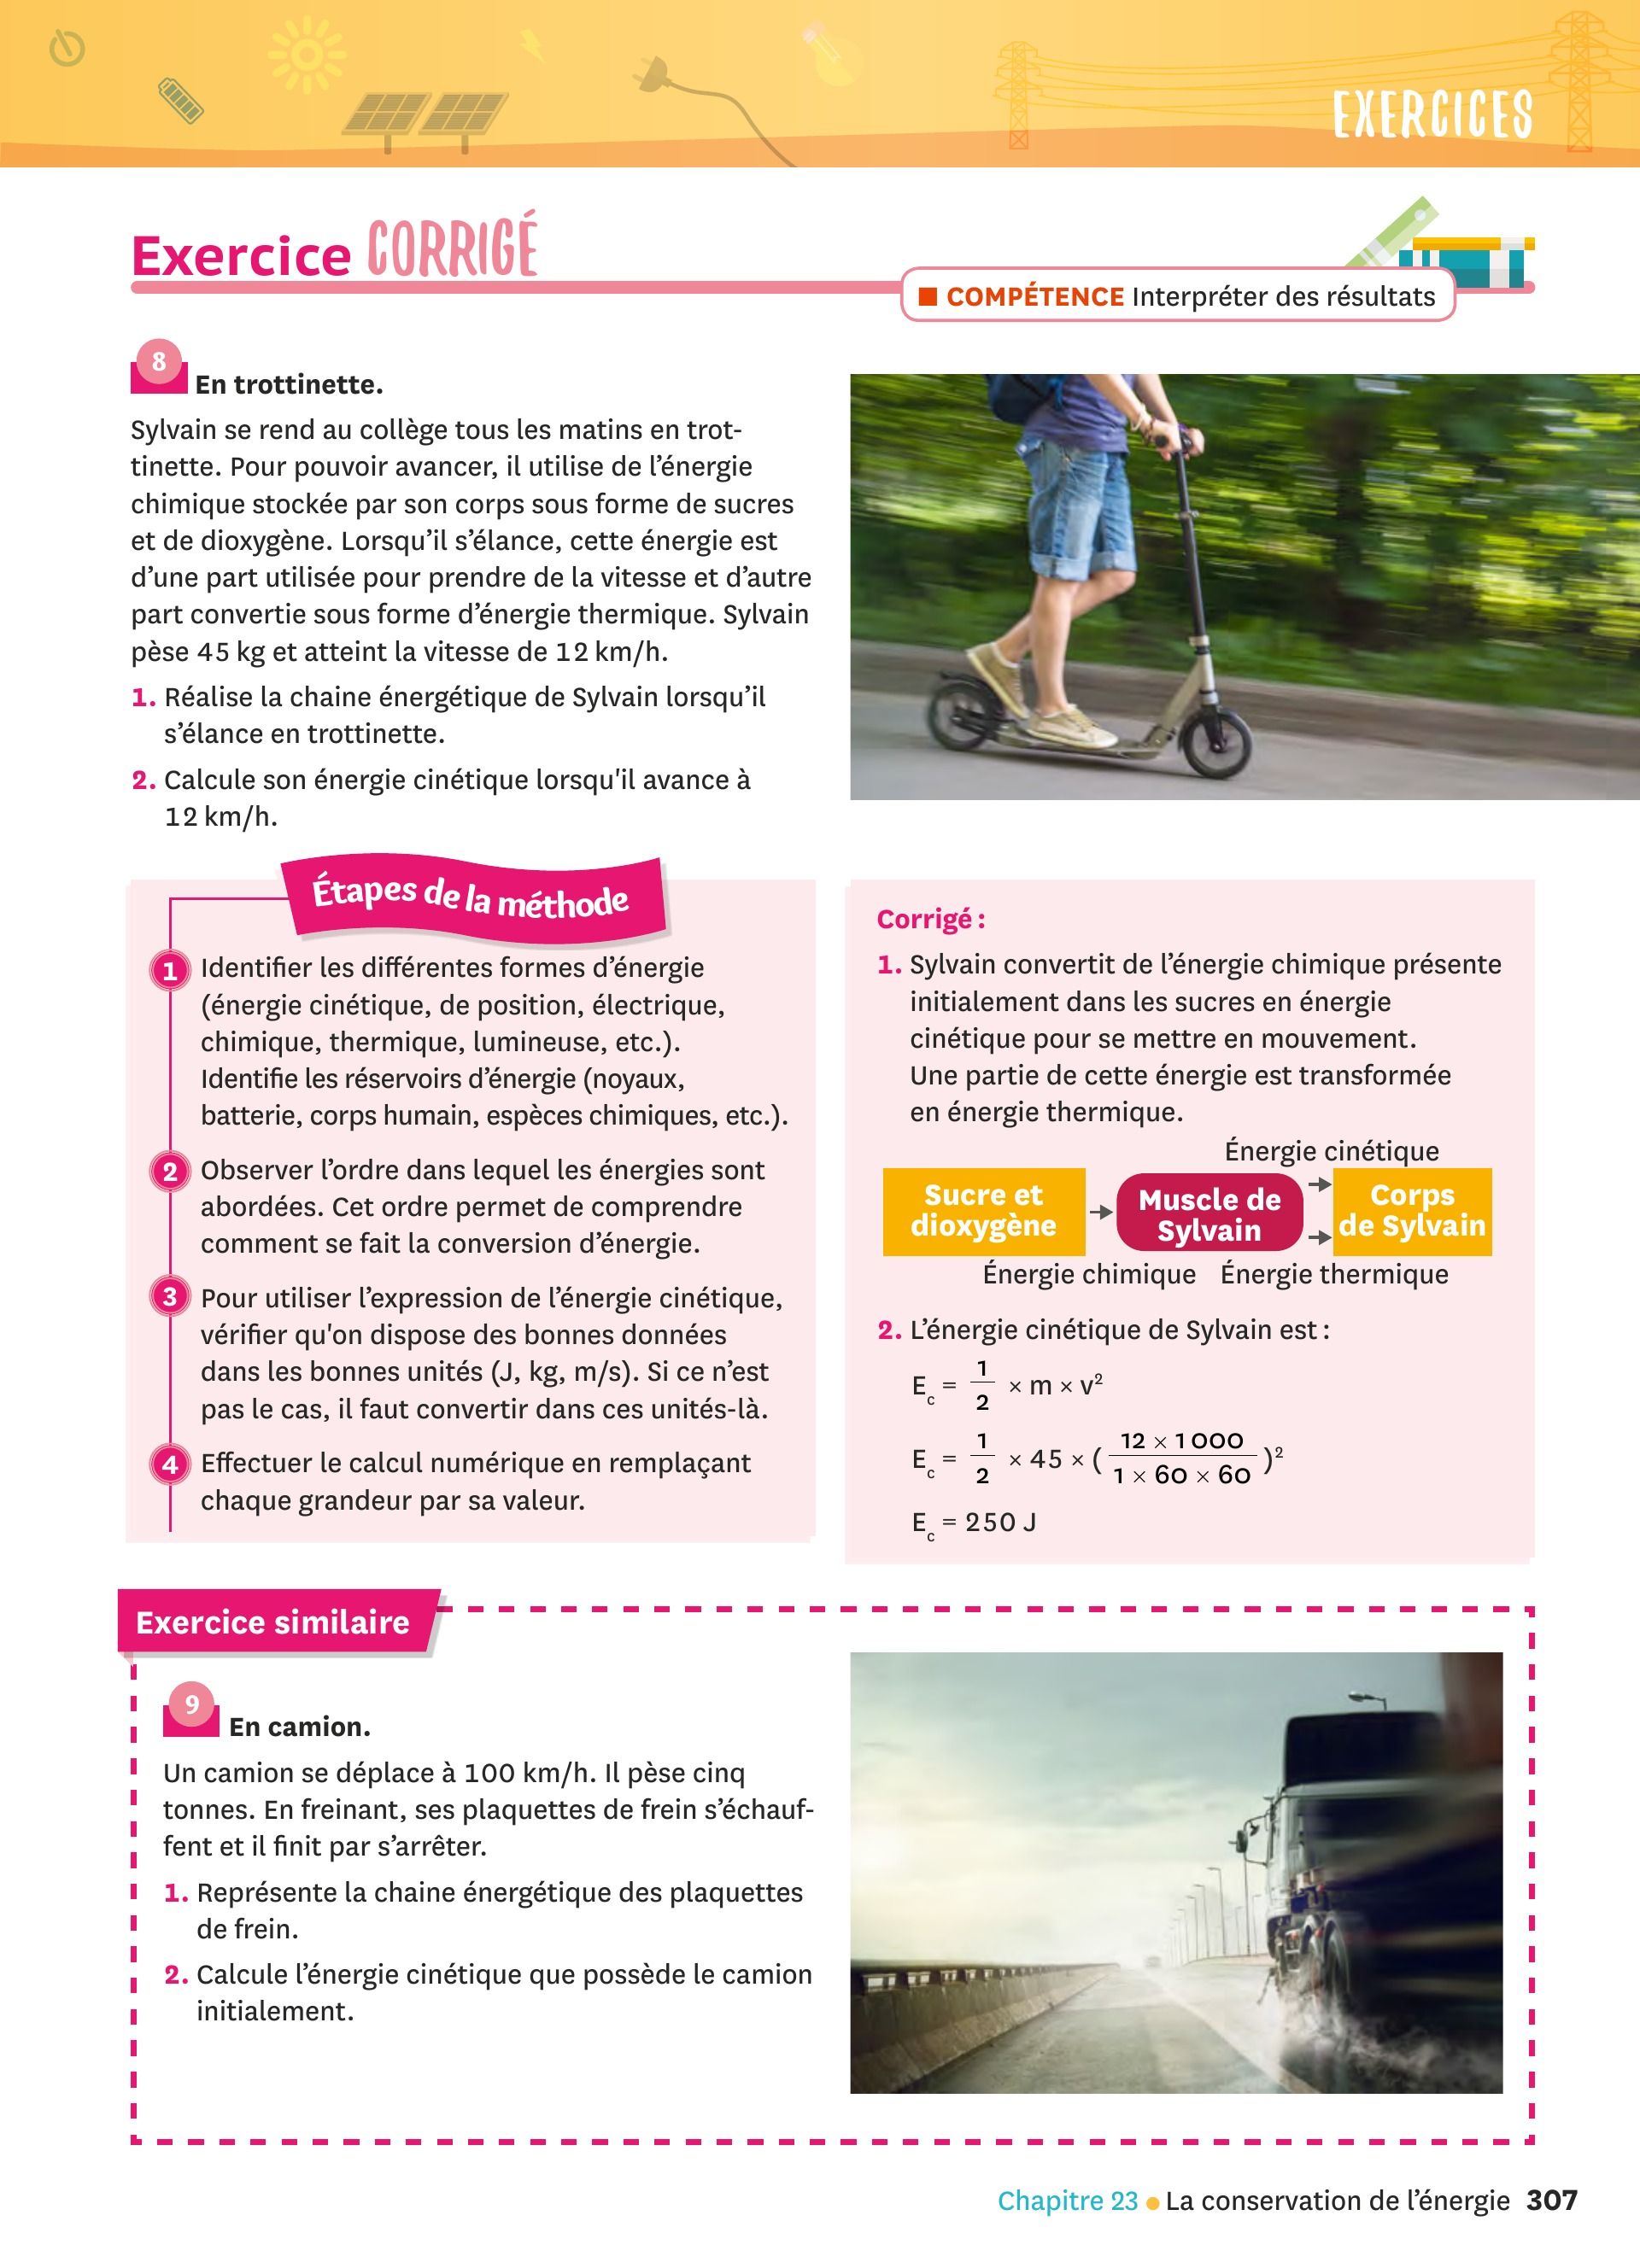 EXERCICES
Exercice CORRIGÉ
COMPÉTENCE Interpréter des résultats
8 En trottinette.
Sylvain se rend au collège tous les matins en trot-
tinette. Pour pouvoir avancer, il utilise de l’énergie
chimique stockée par son corps sous forme de sucres
et de dioxygène. Lorsqu’il s’élance, cette énergie est
d’une part utilisée pour prendre de la vitesse et d’autre
part convertie sous forme d’énergie thermique. Sylvain
pèse 45 kg et atteint la vitesse de 12 km/h.
1. Réalise la chaine énergétique de Sylvain lorsqu’il
s’élance en trottinette.
2. Calcule son énergie cinétique lorsqu'il avance à
12 km/h.
Étapes de la méthode
1 Identifier les différentes formes d’énergie
(énergie cinétique, de position, électrique,
chimique, thermique, lumineuse, etc.).
Identifie les réservoirs d’énergie (noyaux,
batterie, corps humain, espèces chimiques, etc.).
2 Observer l’ordre dans lequel les énergies sont
abordées. Cet ordre permet de comprendre
comment se fait la conversion d’énergie.
3 Pour utiliser l’expression de l’énergie cinétique,
vérifier qu'on dispose des bonnes données
dans les bonnes unités (J, kg, m/s). Si ce n’est
pas le cas, il faut convertir dans ces unités-là.
4 Effectuer le calcul numérique en remplaçant
chaque grandeur par sa valeur.
Corrigé :
1. Sylvain convertit de l’énergie chimique présente
initialement dans les sucres en énergie
cinétique pour se mettre en mouvement.
Une partie de cette énergie est transformée
en énergie thermique.
Énergie cinétique
Sucre et
dioxygène
Muscle de
Sylvain
Corps
de Sylvain
Énergie chimique Énergie thermique
2. L’énergie cinétique de Sylvain est :
E_c = 1/2 × m × v²
E_c = 1/2 × 45 × (12 × 1 000 / 1 × 60 × 60)²
E_c = 250 J
Exercice similaire
9 En camion.
Un camion se déplace à 100 km/h. Il pèse cinq
tonnes. En freinant, ses plaquettes de frein s’échauf-
fent et il finit par s’arrêter.
1. Représente la chaine énergétique des plaquettes
de frein.
2. Calcule l’énergie cinétique que possède le camion
initialement.
Chapitre 23 • La conservation de l’énergie 307